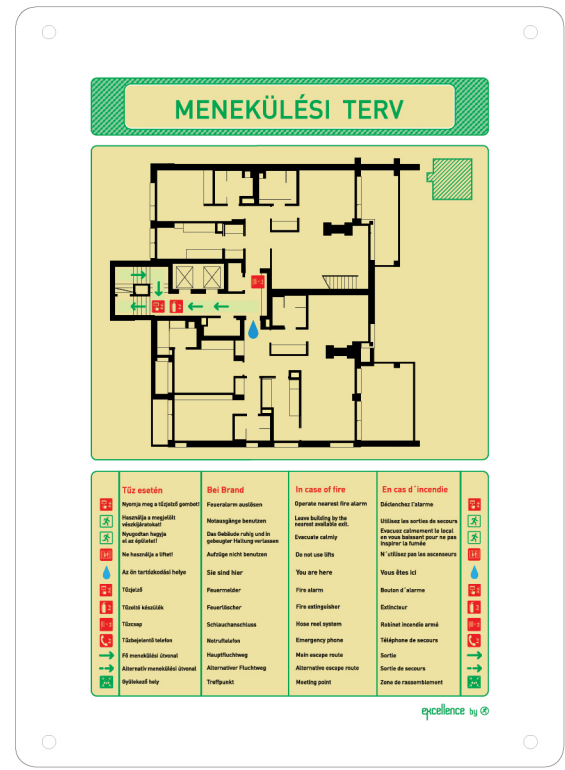 MENEKÜLÉSI TERV
Tűz esetén Bei Brand In case of fire En cas d´incendie
Nyomja meg a tűzjelző gombot! Feueralarm auslösen Operate nearest fire alarm Déclenchez l'alarme
Használja a megjelölt vészkijáratokat! Notausgänge benutzen Leave building by the nearest available exit. Utilisez les sorties de secours
Nyugodtan hagyja el az épületet! Das Gebäude ruhig und in gebeugter Haltung verlassen Evacuate calmly Evacuez calmement le local en vous baissant pour ne pas inspirer la fumée
Ne használja a liftet! Aufzüge nicht benutzen Do not use lifts N´utilisez pas les ascenseurs
Az ön tartózkodási helye Sie sind hier You are here Vous êtes ici
Tűzjelző Feuermelder Fire alarm Bouton d´alarme
Tűzoltó készülék Feuerlöscher Fire extinguisher Extincteur
Tűzcsap Schlauchanschluss Hose reel system Robinet incendie armé
Tűzbejelentő telefon Notruftelefon Emergency phone Téléphone de secours
Fő menekülési útvonal Hauptfluchtweg Main escape route Sortie
Alternatív menekülési útvonal Alternativer Fluchtweg Alternative escape route Sortie de secours
Gyülekező hely Treffpunkt Meeting point Zone de rassemblement
excellence by